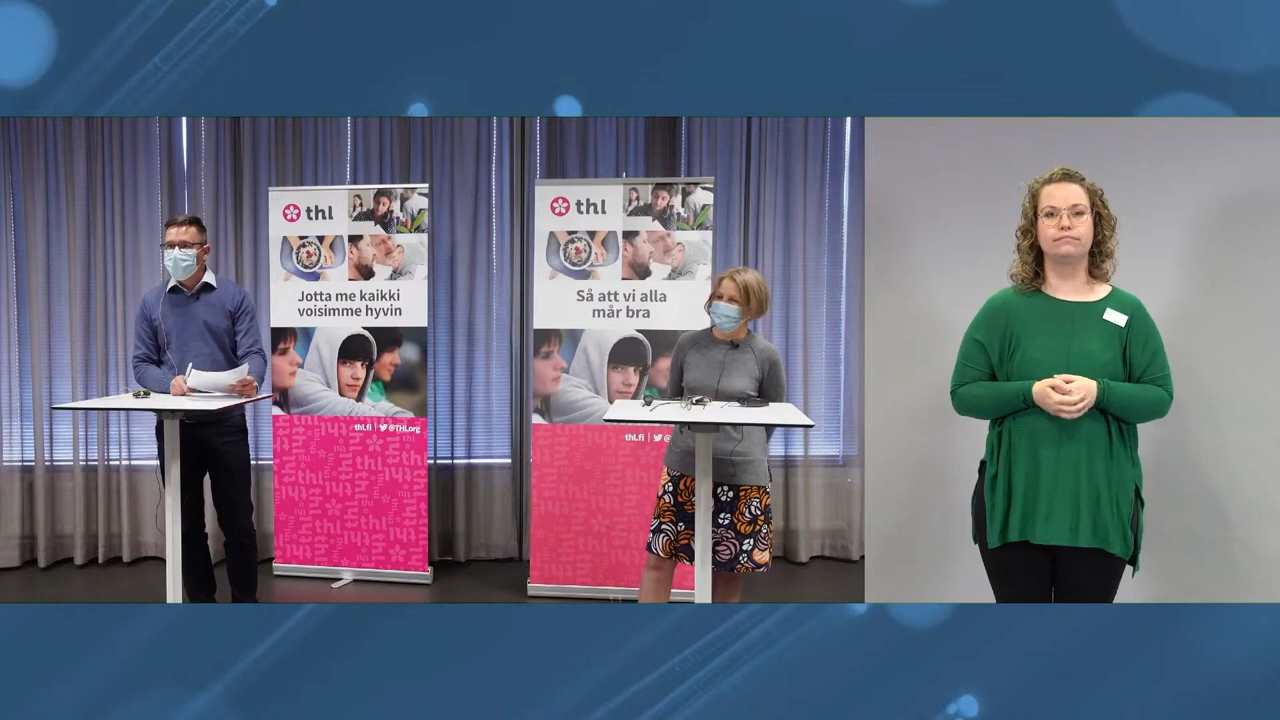 thl
Jotta me kaikki
voisimme hyvin
thl.fi | @THLorg
thl
Så att vi alla
mår bra
thl.fi | @